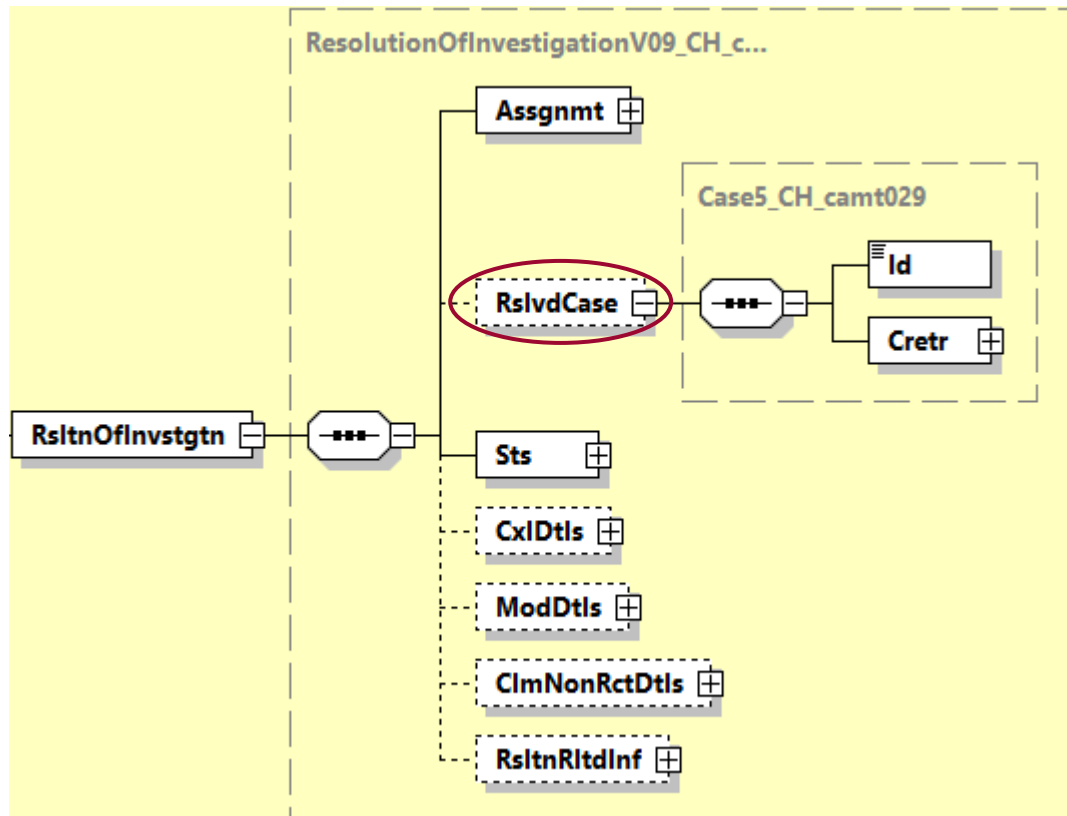 ResolutionOfInvestigationV09_CH_c...
Assgnmt
Case5_CH_camt029
Id
RslvdCase
Cretr
RsltnOfInvstgtn
Sts
CxlDtls
ModDtls
ClmNonRctDtls
RsltnRltdInf